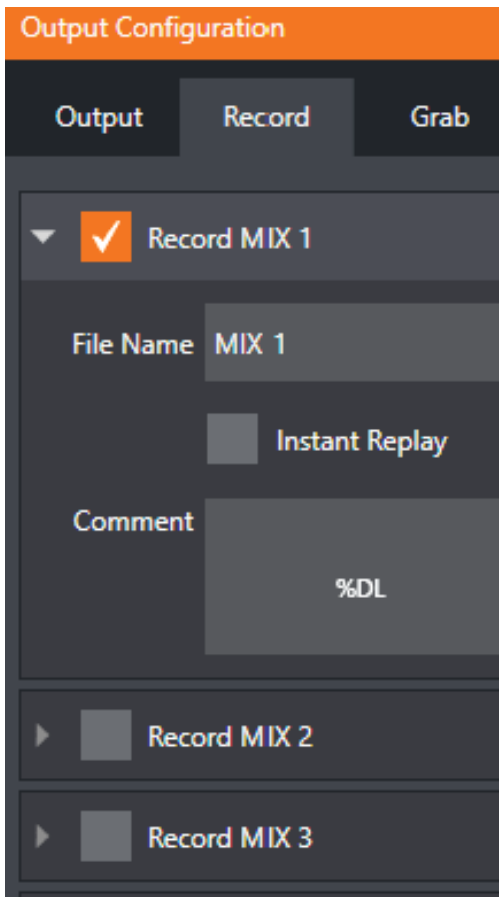 Output Configuration
Output Record Grab
Record MIX 1
File Name MIX 1
Instant Replay
Comment
%DL
Record MIX 2
Record MIX 3